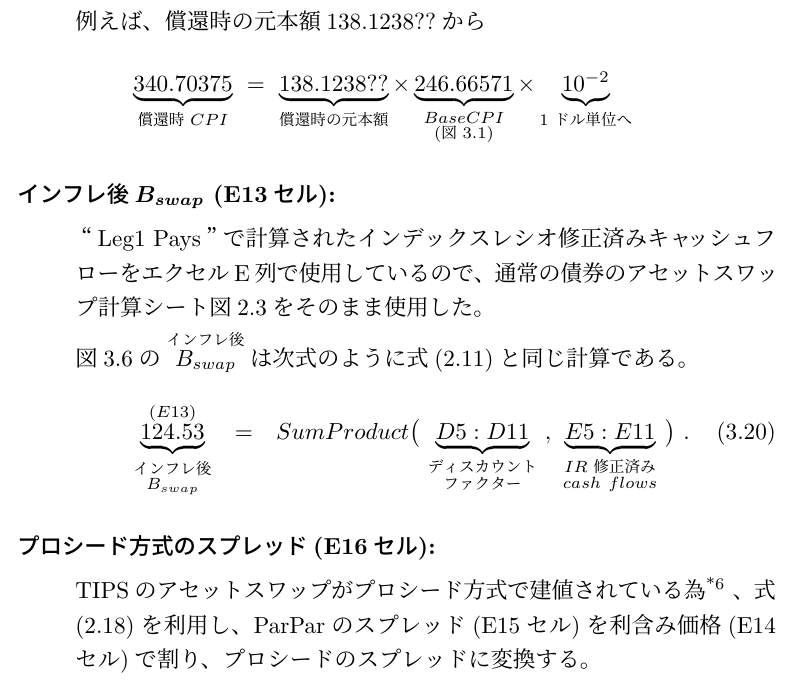 例えば、償還時の元本額 138.1238?? から
340.70375 = 138.1238?? × 246.66571 × 10⁻²
償還時 CPI 償還時の元本額 BaseCPI 1 ドル単位へ
(図 3.1)
インフレ後 B_swap (E13 セル):
“ Leg1 Pays ” で計算されたインデックスレシオ修正済みキャッシュフ
ローをエクセル E 列で使用しているので、通常の債券のアセットスワッ
プ計算シート図 2.3 をそのまま使用した。
インフレ後
図 3.6 の B_swap は次式のように式 (2.11) と同じ計算である。
(E13)
124.53 = SumProduct( D5 : D11 , E5 : E11 ) . (3.20)
インフレ後 ディスカウント IR 修正済み
B_swap ファクター cash flows
プロシード方式のスプレッド (E16 セル):
TIPS のアセットスワップがプロシード方式で建値されている為*6 、式
(2.18) を利用し、ParPar のスプレッド (E15 セル) を利含み価格 (E14
セル) で割り、プロシードのスプレッドに変換する。